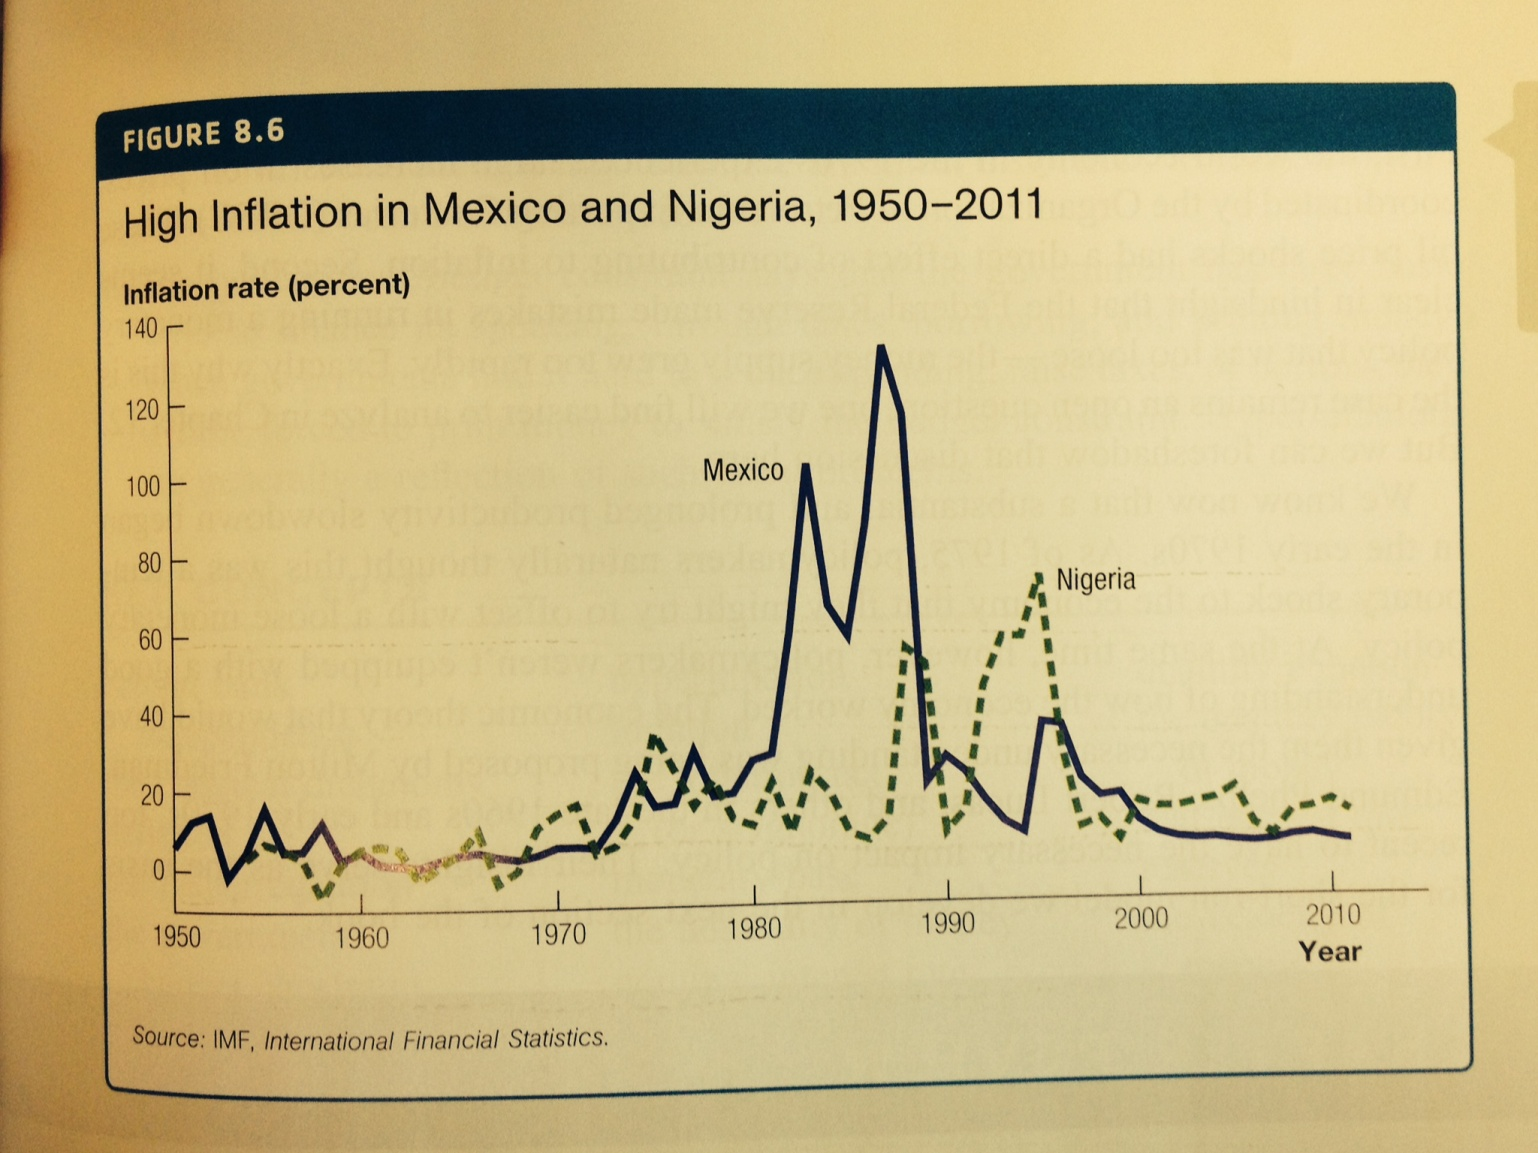 FIGURE 8.6
High Inflation in Mexico and Nigeria, 1950–2011
Inflation rate (percent)
140
120
100
80
60
40
20
0
Mexico
Nigeria
1950 1960 1970 1980 1990 2000 2010
Year
Source: IMF, International Financial Statistics.